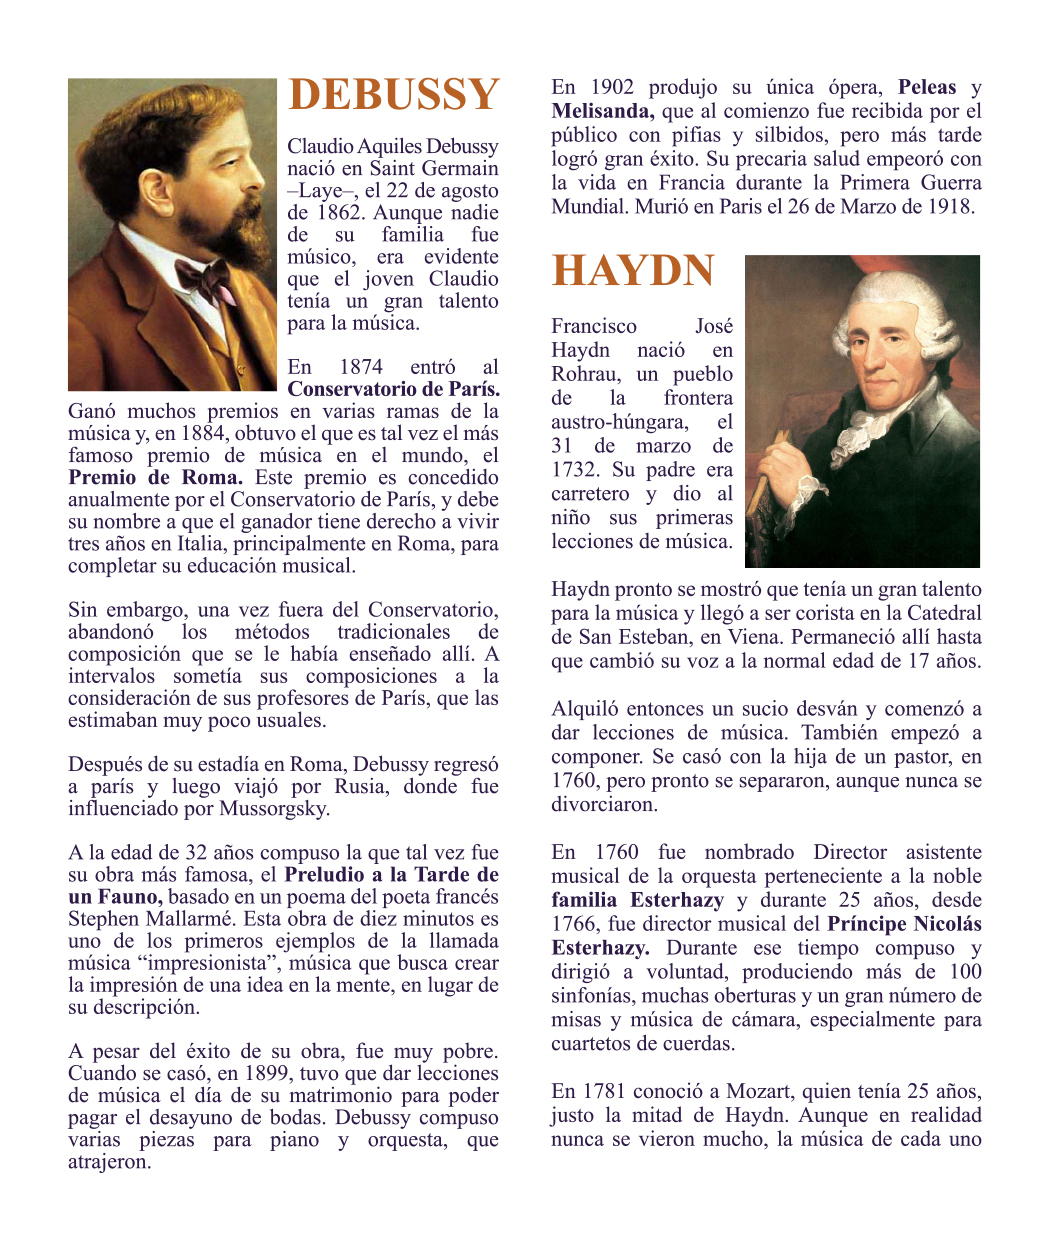 DEBUSSY
Claudio Aquiles Debussy
nació en Saint Germain
–Laye–, el 22 de agosto
de 1862. Aunque nadie
de su familia fue
músico, era evidente
que el joven Claudio
tenía un gran talento
para la música.
En 1874 entró al
Conservatorio de París.
Ganó muchos premios en varias ramas de la
música y, en 1884, obtuvo el que es tal vez el más
famoso premio de música en el mundo, el
Premio de Roma. Este premio es concedido
anualmente por el Conservatorio de París, y debe
su nombre a que el ganador tiene derecho a vivir
tres años en Italia, principalmente en Roma, para
completar su educación musical.
Sin embargo, una vez fuera del Conservatorio,
abandonó los métodos tradicionales de
composición que se le había enseñado allí. A
intervalos sometía sus composiciones a la
consideración de sus profesores de París, que las
estimaban muy poco usuales.
Después de su estadía en Roma, Debussy regresó
a parís y luego viajó por Rusia, donde fue
influenciado por Mussorgsky.
A la edad de 32 años compuso la que tal vez fue
su obra más famosa, el Preludio a la Tarde de
un Fauno, basado en un poema del poeta francés
Stephen Mallarmé. Esta obra de diez minutos es
uno de los primeros ejemplos de la llamada
música “impresionista”, música que busca crear
la impresión de una idea en la mente, en lugar de
su descripción.
A pesar del éxito de su obra, fue muy pobre.
Cuando se casó, en 1899, tuvo que dar lecciones
de música el día de su matrimonio para poder
pagar el desayuno de bodas. Debussy compuso
varias piezas para piano y orquesta, que
atrajeron.
En 1902 produjo su única ópera, Peleas y
Melisanda, que al comienzo fue recibida por el
público con pifias y silbidos, pero más tarde
logró gran éxito. Su precaria salud empeoró con
la vida en Francia durante la Primera Guerra
Mundial. Murió en Paris el 26 de Marzo de 1918.
HAYDN
Francisco José
Haydn nació en
Rohrau, un pueblo
de la frontera
austro-húngara, el
31 de marzo de
1732. Su padre era
carretero y dio al
niño sus primeras
lecciones de música.
Haydn pronto se mostró que tenía un gran talento
para la música y llegó a ser corista en la Catedral
de San Esteban, en Viena. Permaneció allí hasta
que cambió su voz a la normal edad de 17 años.
Alquiló entonces un sucio desván y comenzó a
dar lecciones de música. También empezó a
componer. Se casó con la hija de un pastor, en
1760, pero pronto se separaron, aunque nunca se
divorciaron.
En 1760 fue nombrado Director asistente
musical de la orquesta perteneciente a la noble
familia Esterhazy y durante 25 años, desde
1766, fue director musical del Príncipe Nicolás
Esterhazy. Durante ese tiempo compuso y
dirigió a voluntad, produciendo más de 100
sinfonías, muchas oberturas y un gran número de
misas y música de cámara, especialmente para
cuartetos de cuerdas.
En 1781 conoció a Mozart, quien tenía 25 años,
justo la mitad de Haydn. Aunque en realidad
nunca se vieron mucho, la música de cada uno